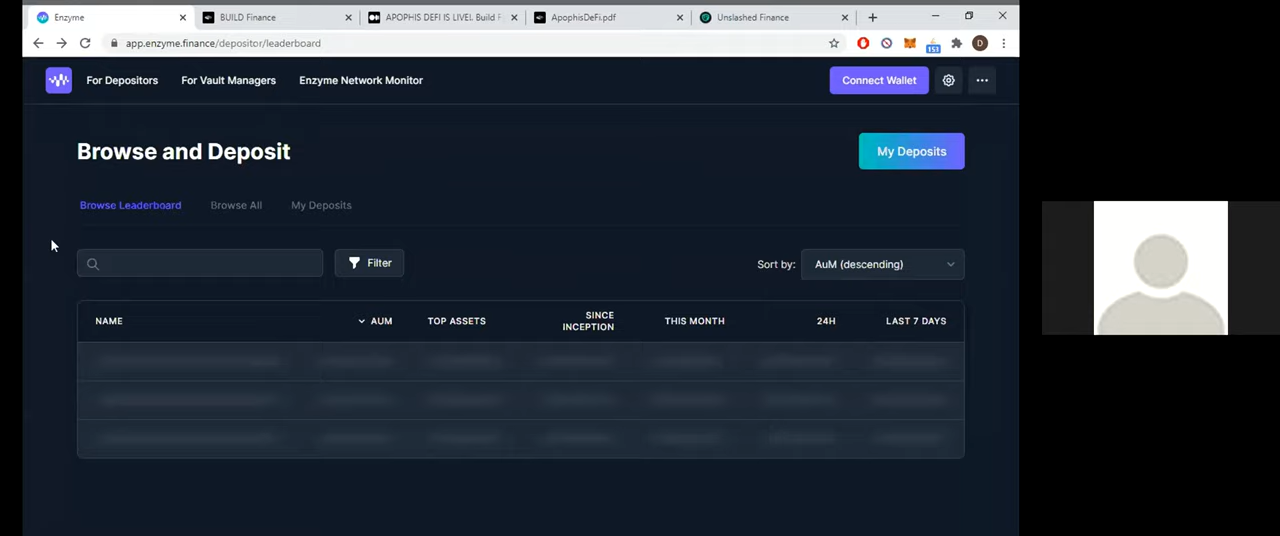 Enzyme
BUILD Finance
APOPHIS DEFI IS LIVE! Build F
ApophisDeFi.pdf
Unslashed Finance
app.enzyme.finance/depositor/leaderboard
153
D
For Depositors
For Vault Managers
Enzyme Network Monitor
Connect Wallet
Browse and Deposit
My Deposits
Browse Leaderboard
Browse All
My Deposits
Filter
Sort by:
AuM (descending)
NAME
AUM
TOP ASSETS
SINCE
INCEPTION
THIS MONTH
24H
LAST 7 DAYS